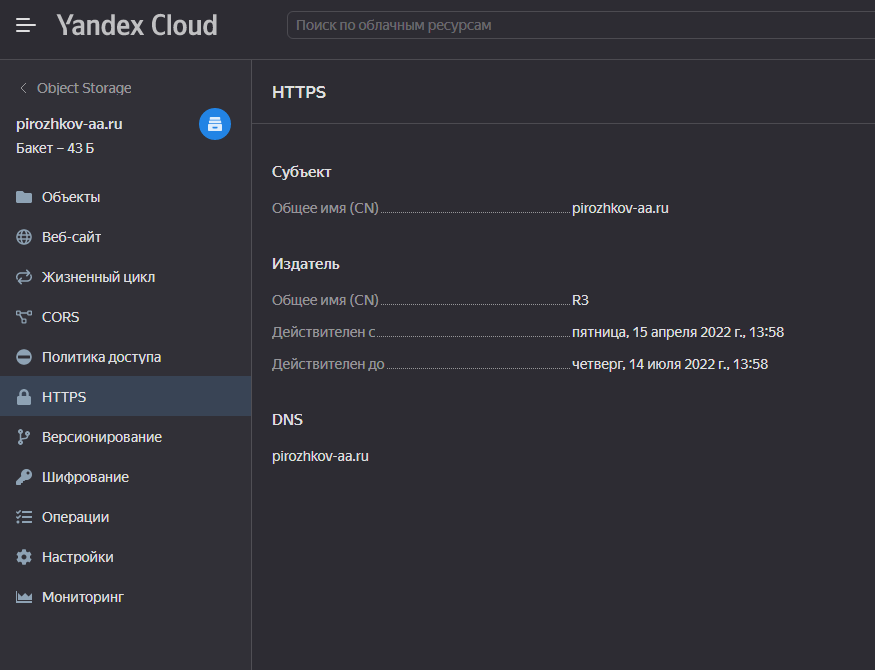 Yandex Cloud
Поиск по облачным ресурсам
Object Storage
pirozhkov-aa.ru
Бакет – 43 Б
Объекты
Веб-сайт
Жизненный цикл
CORS
Политика доступа
HTTPS
Версионирование
Шифрование
Операции
Настройки
Мониторинг
HTTPS
Субъект
Общее имя (CN) pirozhkov-aa.ru
Издатель
Общее имя (CN) R3
Действителен с пятница, 15 апреля 2022 г., 13:58
Действителен до четверг, 14 июля 2022 г., 13:58
DNS
pirozhkov-aa.ru